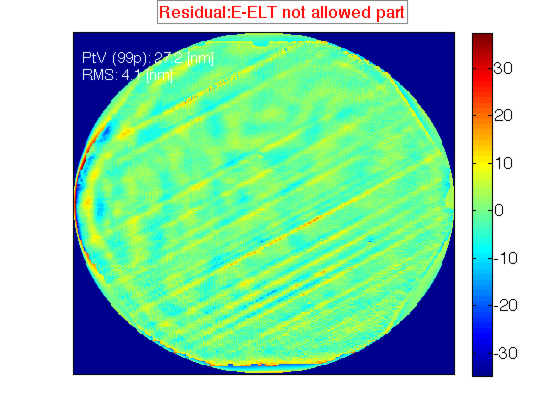 Residual:E-ELT not allowed part
PtV (99p): 27.2 [nm]
RMS: 4.1 [nm]
30
20
10
0
-10
-20
-30